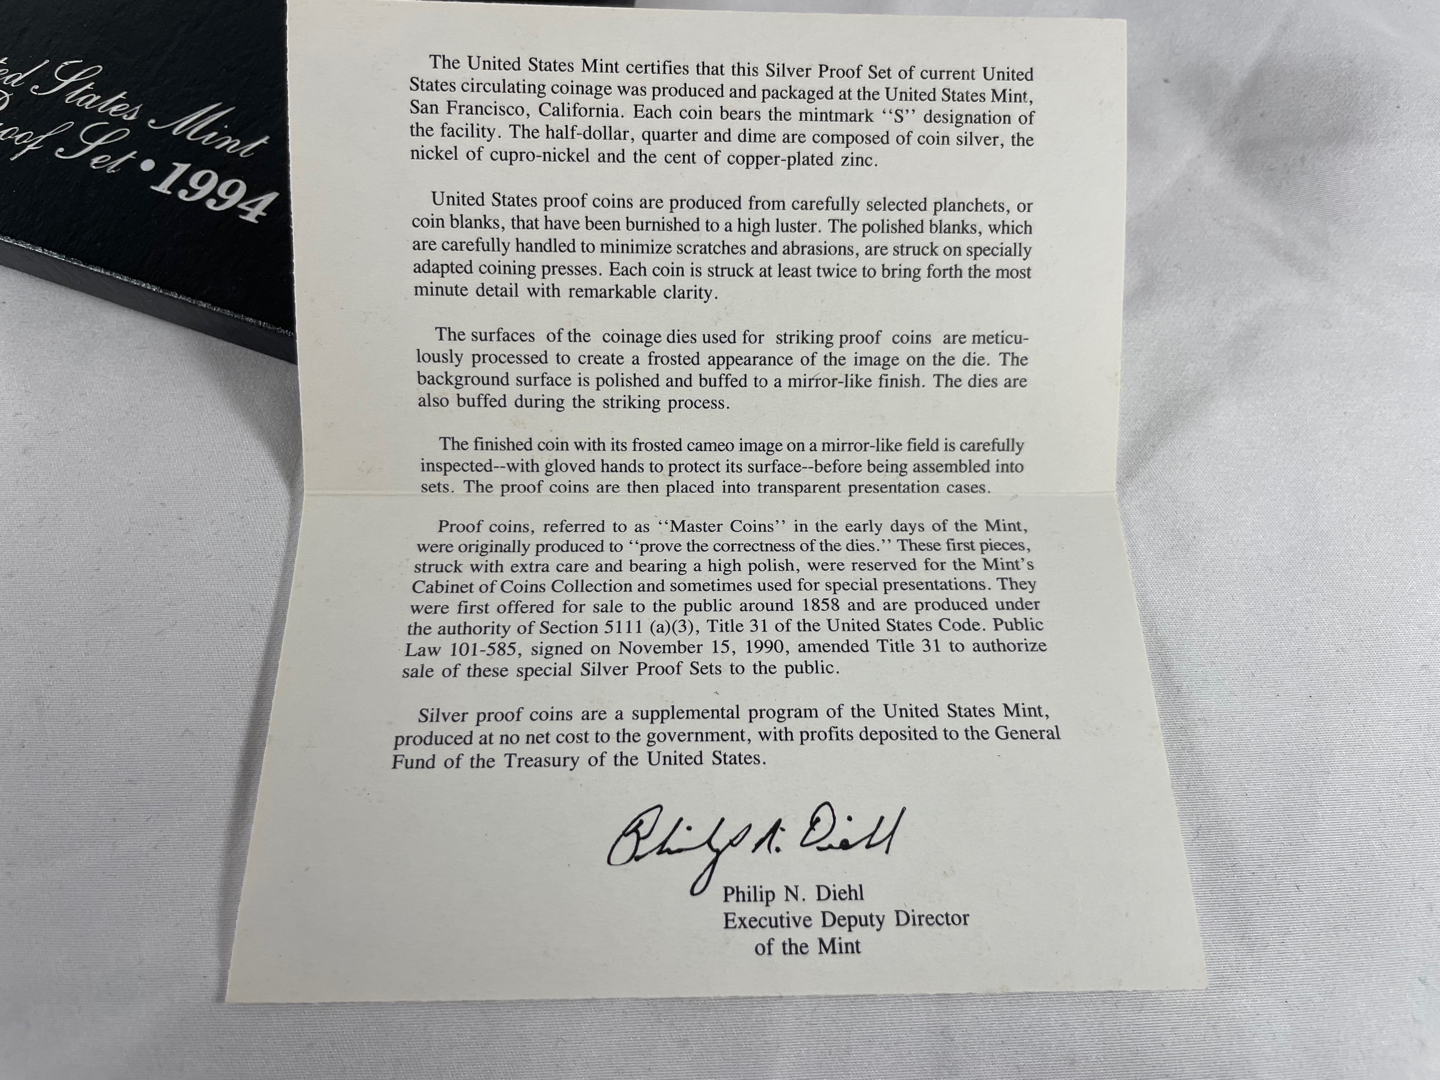 States Mint
Set • 1994
The United States Mint certifies that this Silver Proof Set of current United
States circulating coinage was produced and packaged at the United States Mint,
San Francisco, California. Each coin bears the mintmark ‘‘S’’ designation of
the facility. The half-dollar, quarter and dime are composed of coin silver, the
nickel of cupro-nickel and the cent of copper-plated zinc.
United States proof coins are produced from carefully selected planchets, or
coin blanks, that have been burnished to a high luster. The polished blanks, which
are carefully handled to minimize scratches and abrasions, are struck on specially
adapted coining presses. Each coin is struck at least twice to bring forth the most
minute detail with remarkable clarity.
The surfaces of the coinage dies used for striking proof coins are meticu-
lously processed to create a frosted appearance of the image on the die. The
background surface is polished and buffed to a mirror-like finish. The dies are
also buffed during the striking process.
The finished coin with its frosted cameo image on a mirror-like field is carefully
inspected--with gloved hands to protect its surface--before being assembled into
sets. The proof coins are then placed into transparent presentation cases.
Proof coins, referred to as ‘‘Master Coins’’ in the early days of the Mint,
were originally produced to ‘‘prove the correctness of the dies.’’ These first pieces,
struck with extra care and bearing a high polish, were reserved for the Mint's
Cabinet of Coins Collection and sometimes used for special presentations. They
were first offered for sale to the public around 1858 and are produced under
the authority of Section 5111 (a)(3), Title 31 of the United States Code. Public
Law 101-585, signed on November 15, 1990, amended Title 31 to authorize
sale of these special Silver Proof Sets to the public.
Silver proof coins are a supplemental program of the United States Mint,
produced at no net cost to the government, with profits deposited to the General
Fund of the Treasury of the United States.
Philip N. Diehl
Philip N. Diehl
Executive Deputy Director
of the Mint